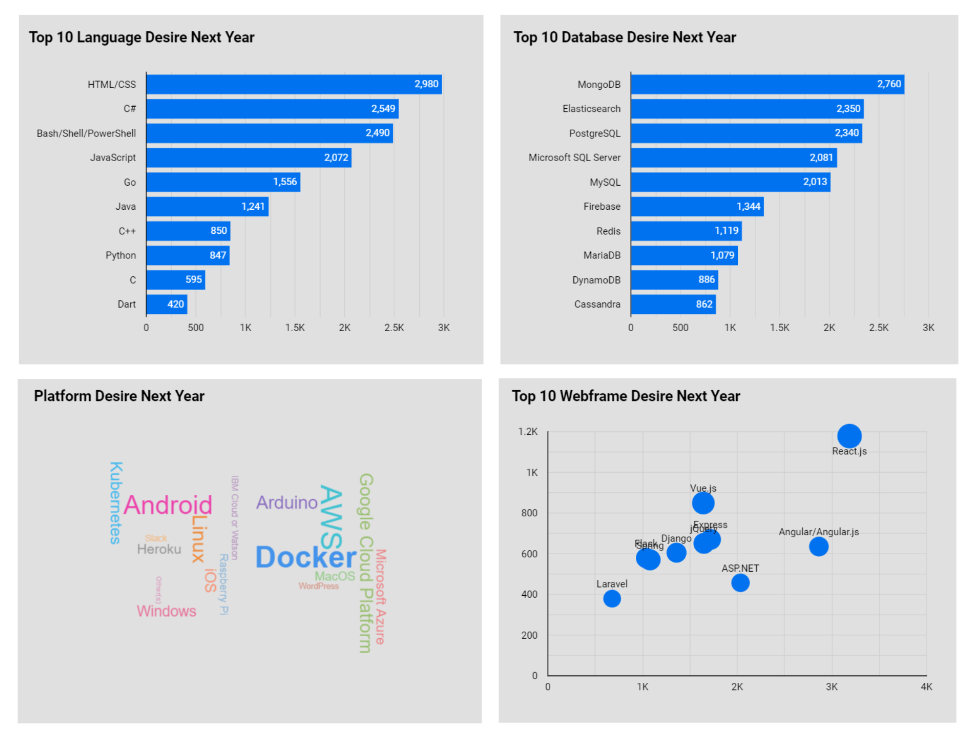 Top 10 Language Desire Next Year
HTML/CSS 2,980
C# 2,549
Bash/Shell/PowerShell 2,490
JavaScript 2,072
Go 1,556
Java 1,241
C++ 850
Python 847
C 595
Dart 420
0 500 1K 1.5K 2K 2.5K 3K
Top 10 Database Desire Next Year
MongoDB 2,760
Elasticsearch 2,350
PostgreSQL 2,340
Microsoft SQL Server 2,081
MySQL 2,013
Firebase 1,344
Redis 1,119
MariaDB 1,079
DynamoDB 886
Cassandra 862
0 500 1K 1.5K 2K 2.5K 3K
Platform Desire Next Year
Kubernetes
Android
Slack
Heroku
Linux
iOS
Other(s)
Windows
Raspberry Pi
IBM Cloud or Watson
Arduino
AWS
Docker
MacOS
WordPress
Google Cloud Platform
Microsoft Azure
Top 10 Webframe Desire Next Year
1.2K
1K
800
600
400
200
0
React.js
Vue.js
Express
jQuery
Angular/Angular.js
Django
Flask
Spring
ASP.NET
Laravel
0 1K 2K 3K 4K